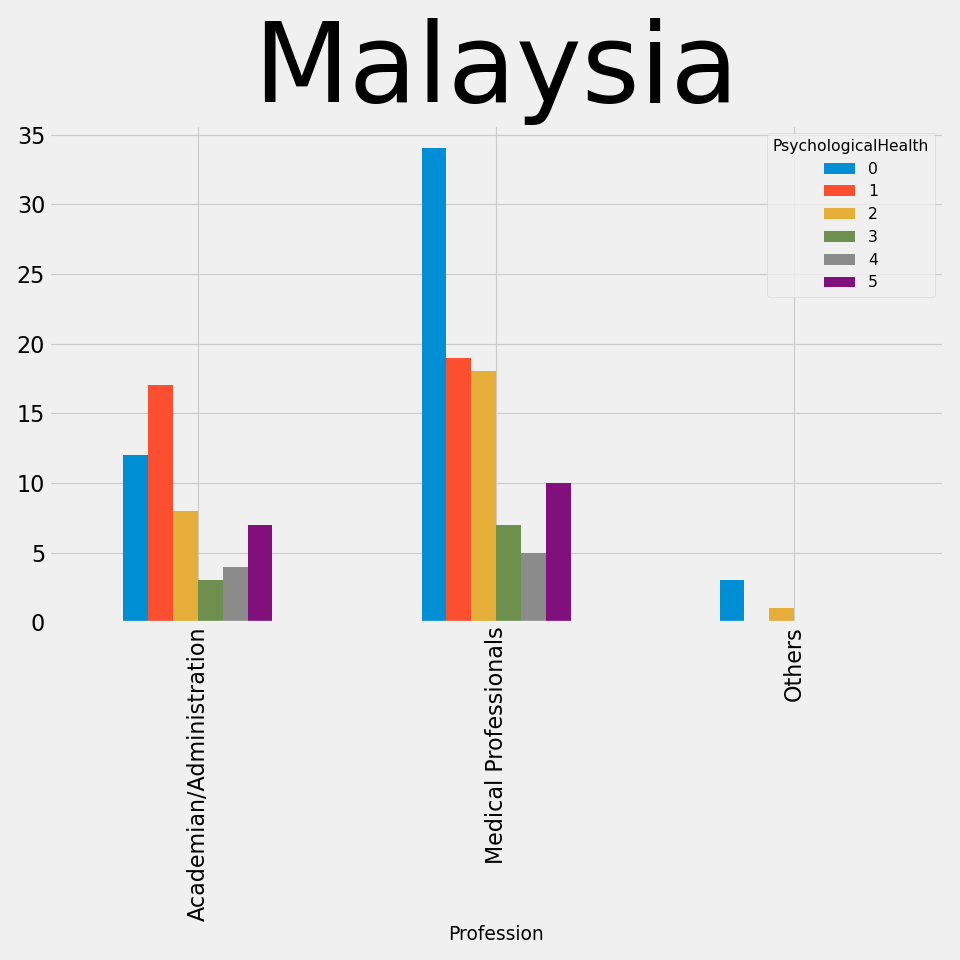 Malaysia
35
30
25
20
15
10
5
0
PsychologicalHealth
0
1
2
3
4
5
Academian/Administration
Medical Professionals
Others
Profession